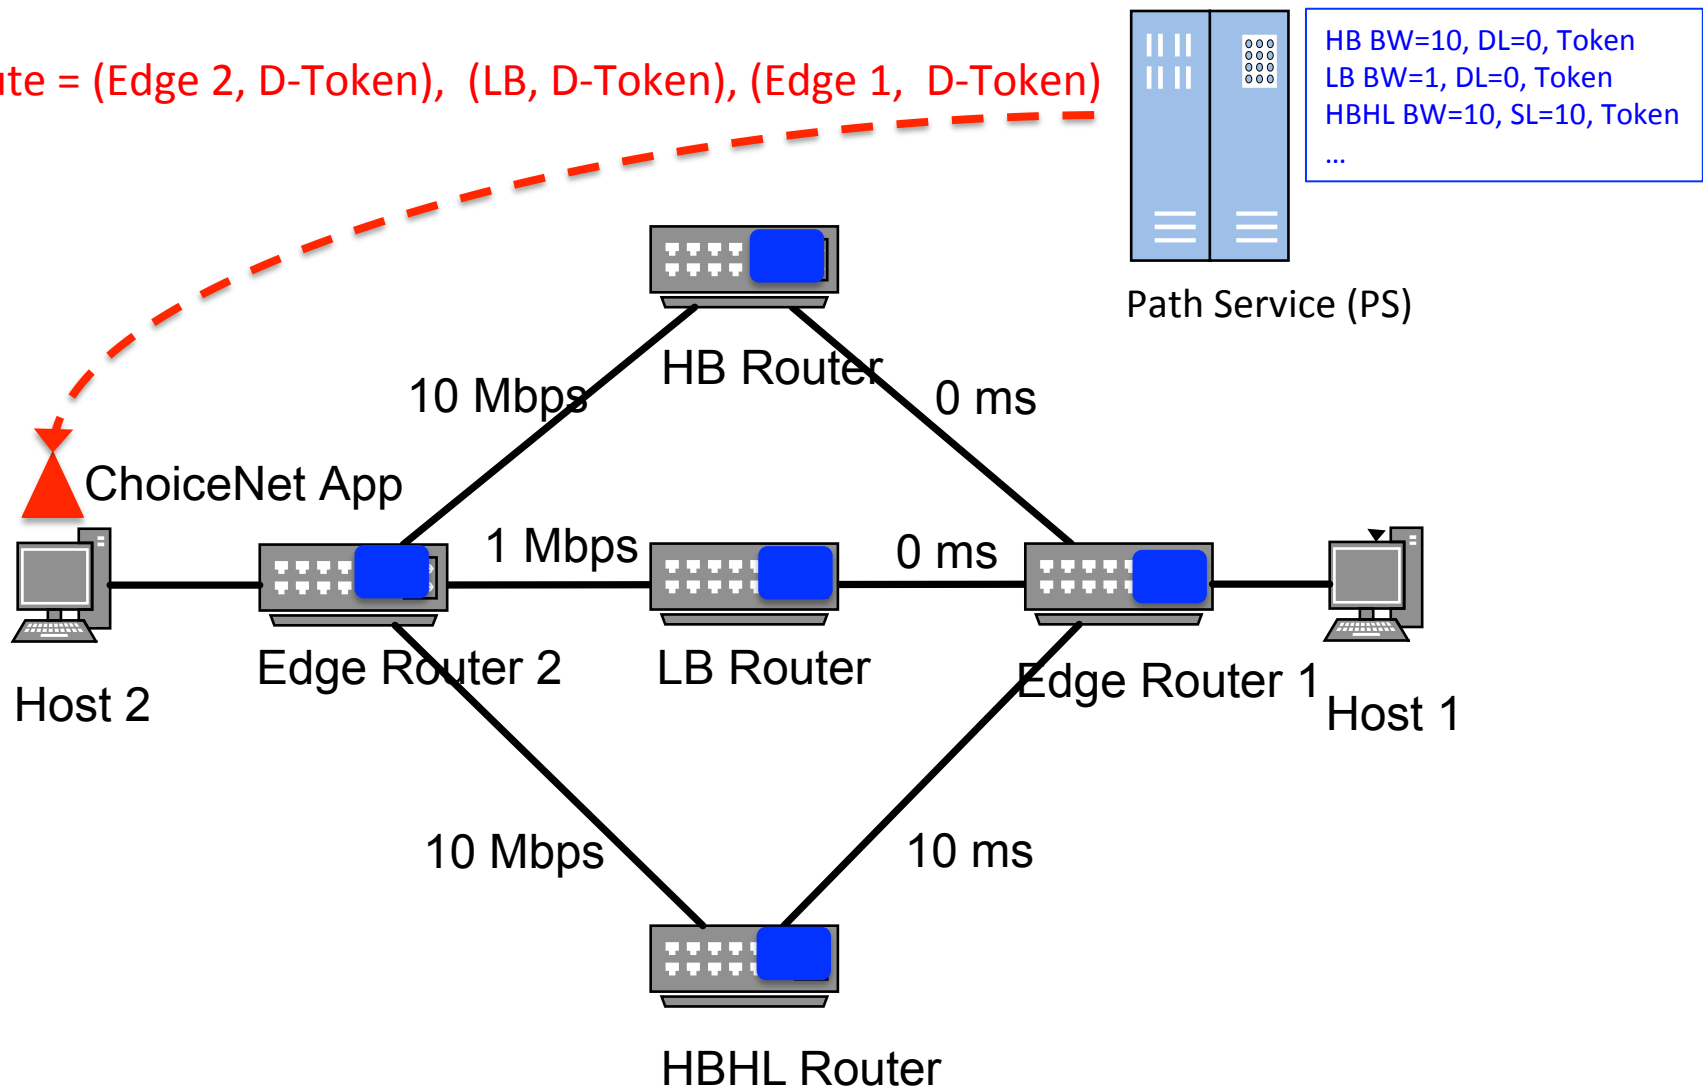 HB BW=10, DL=0, Token
LB BW=1, DL=0, Token
HBHL BW=10, SL=10, Token
...
ute = (Edge 2, D-Token), (LB, D-Token), (Edge 1, D-Token)
Path Service (PS)
HB Router
10 Mbps
0 ms
ChoiceNet App
1 Mbps
0 ms
Edge Router 2
LB Router
Edge Router 1
Host 2
Host 1
10 Mbps
10 ms
HBHL Router